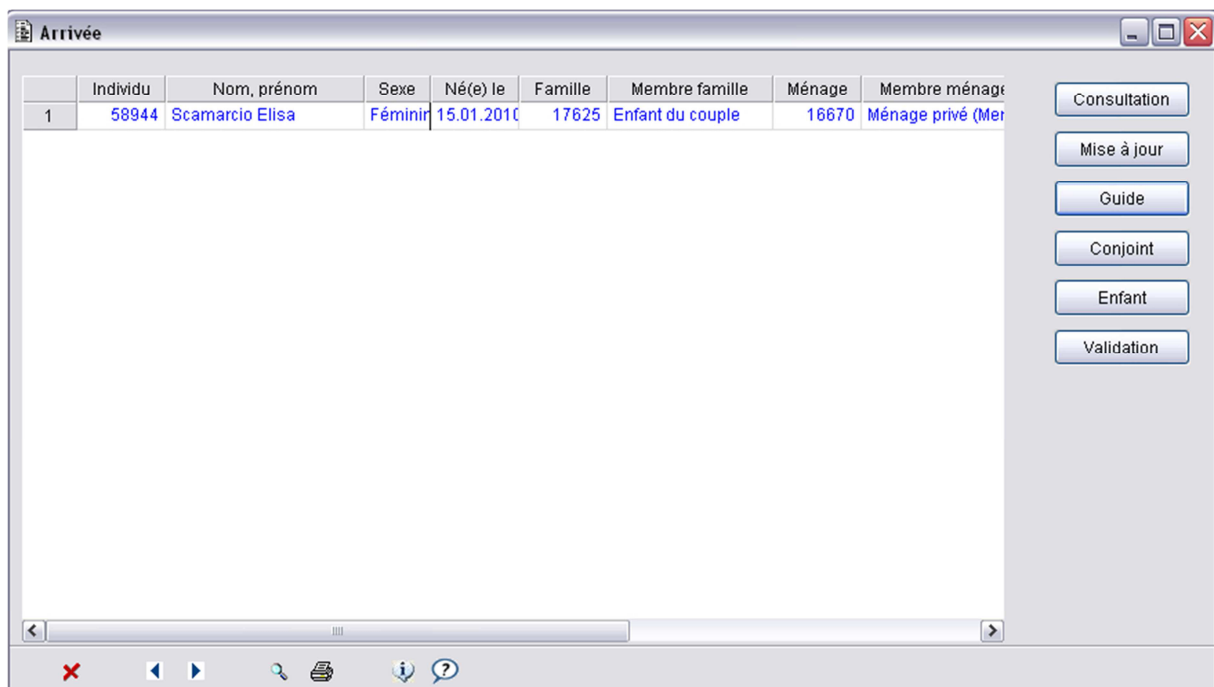 Arrivée
Individu Nom, prénom Sexe Né(e) le Famille Membre famille Ménage Membre ménage
1 58944 Scamarcio Elisa Féminin 15.01.2010 17625 Enfant du couple 16670 Ménage privé (Mer
Consultation
Mise à jour
Guide
Conjoint
Enfant
Validation